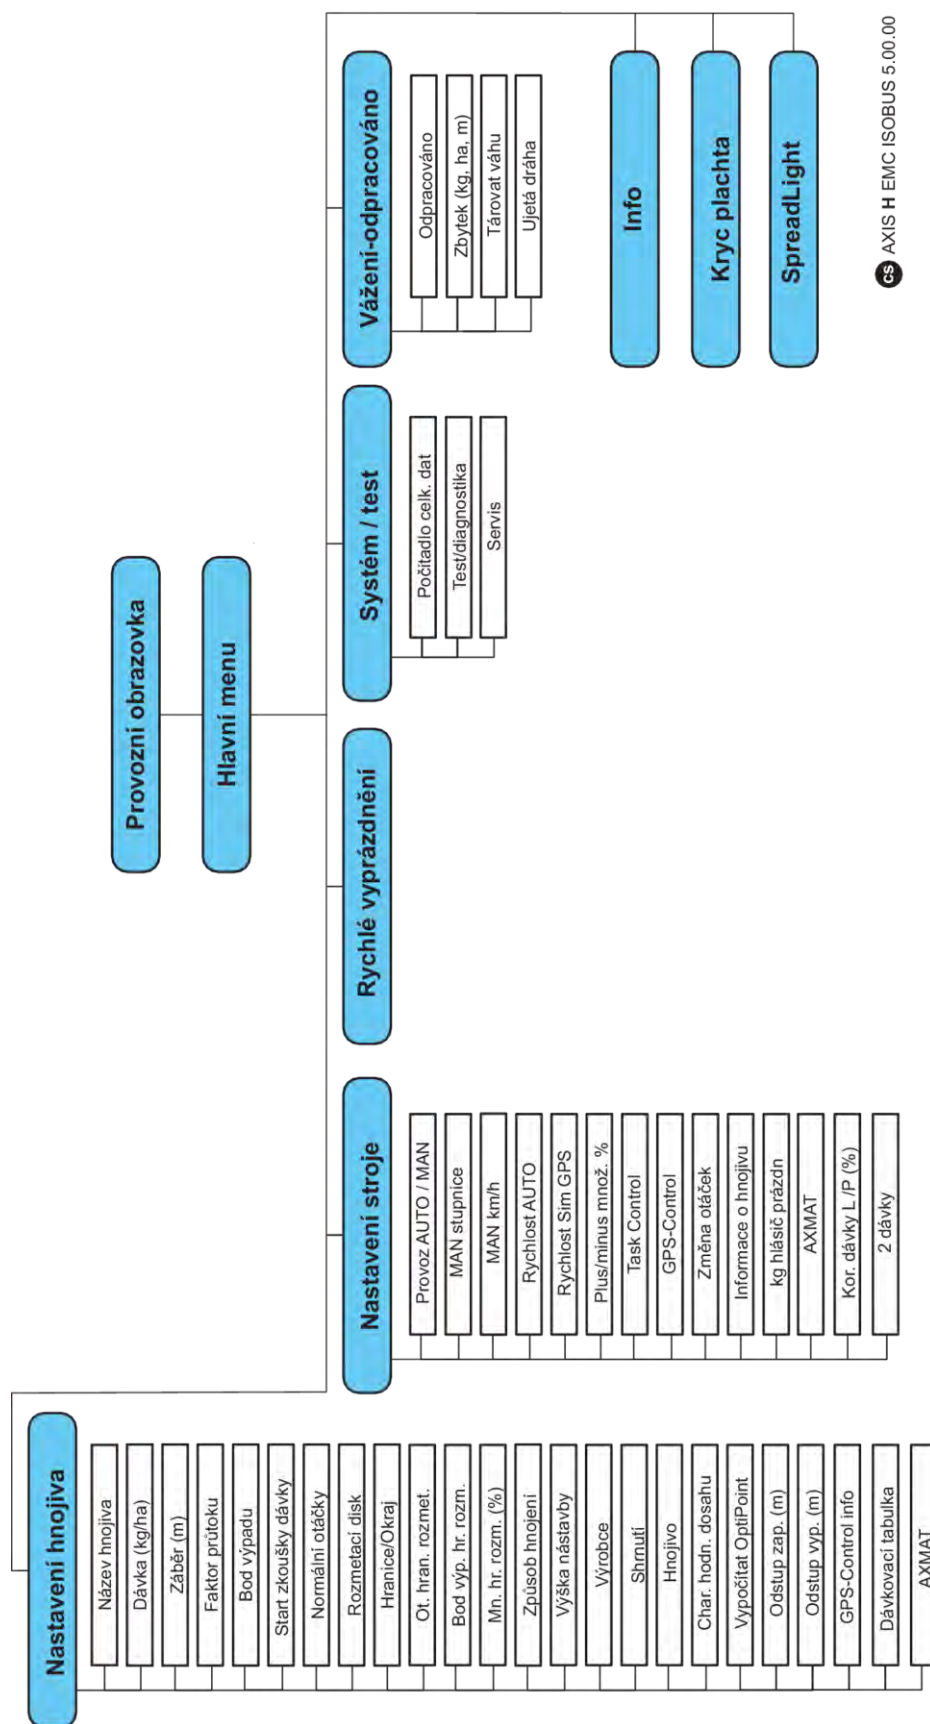 Provozní obrazovka
Hlavní menu
Nastavení hnojiva
Název hnojiva
Dávka (kg/ha)
Záběr (m)
Faktor průtoku
Bod výpadu
Start zkoušky dávky
Normální otáčky
Rozmetací disk
Hranice/Okraj
Ot. hran. rozmet.
Bod výp. hr. rozm.
Mn. hr. rozm. (%)
Způsob hnojení
Výška nástavby
Výrobce
Shrnutí
Hnojivo
Char. hodn. dosahu
Vypočítat OptiPoint
Odstup zap. (m)
Odstup vyp. (m)
GPS-Control info
Dávkovací tabulka
AXMAT
Nastavení stroje
Provoz AUTO / MAN
MAN stupnice
MAN km/h
Rychlost AUTO
Rychlost Sim GPS
Plus/minus množ. %
Task Control
GPS-Control
Změna otáček
Informace o hnojivu
kg hlásič prázdn
AXMAT
Kor. dávky L /P (%)
2 dávky
Rychlé vyprázdnění
Systém / test
Počitadlo celk. dat
Test/diagnostika
Servis
Vážení-odpracováno
Odpracováno
Zbytek (kg, ha, m)
Tárovat váhu
Ujetá dráha
Info
Kryc plachta
SpreadLight
cs AXIS H EMC ISOBUS 5.00.00